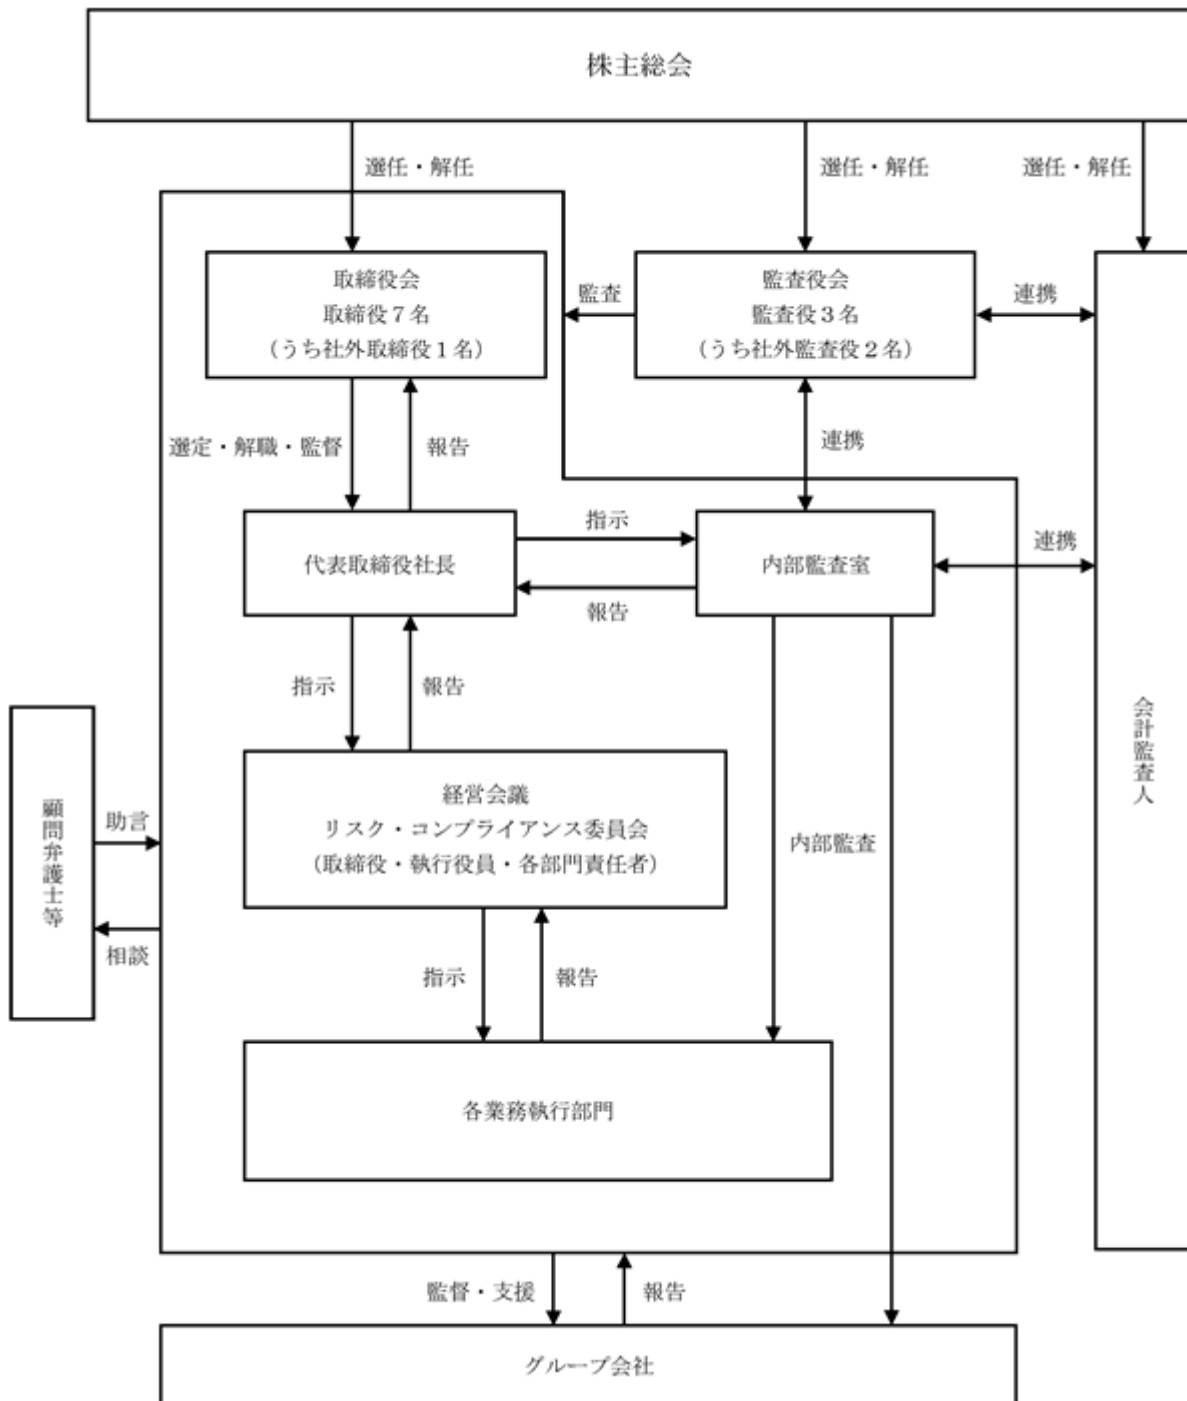 株主総会
選任・解任
選任・解任
選任・解任
取締役会
取締役７名
（うち社外取締役１名）
監査
監査役会
監査役３名
（うち社外監査役２名）
連携
選定・解職・監督
報告
連携
代表取締役社長
指示
報告
内部監査室
連携
指示
報告
会計監査人
顧問弁護士等
助言
相談
経営会議
リスク・コンプライアンス委員会
（取締役・執行役員・各部門責任者）
内部監査
指示
報告
各業務執行部門
監督・支援
報告
グループ会社